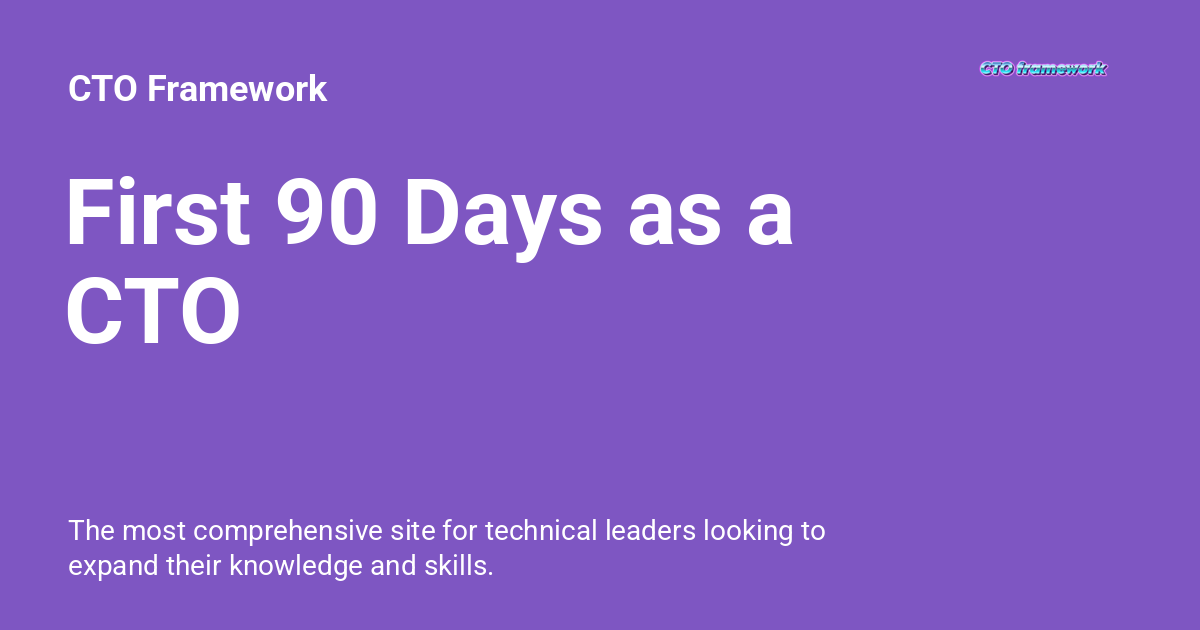 CTO Framework
CTO framework
First 90 Days as a
CTO
The most comprehensive site for technical leaders looking to
expand their knowledge and skills.